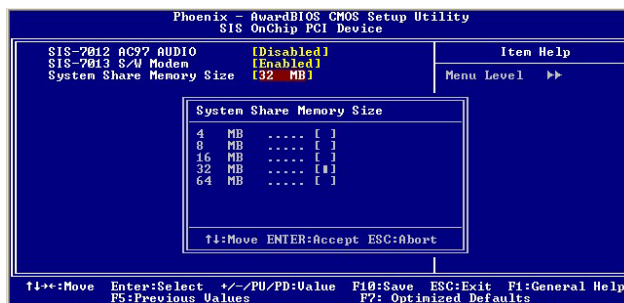 Phoenix - AwardBIOS CMOS Setup Utility
SIS OnChip PCI Device
SIS-7012 AC97 AUDIO [Disabled]
SIS-7013 S/W Modem [Enabled]
System Share Memory Size [32 MB]
Item Help
Menu Level ▸▸
System Share Memory Size
4 MB ..... [ ]
8 MB ..... [ ]
16 MB ..... [ ]
32 MB ..... [▮]
64 MB ..... [ ]
↑↓:Move ENTER:Accept ESC:Abort
↑↓→←:Move Enter:Select +/-/PU/PD:Value F10:Save ESC:Exit F1:General Help
F5:Previous Values F7: Optimized Defaults